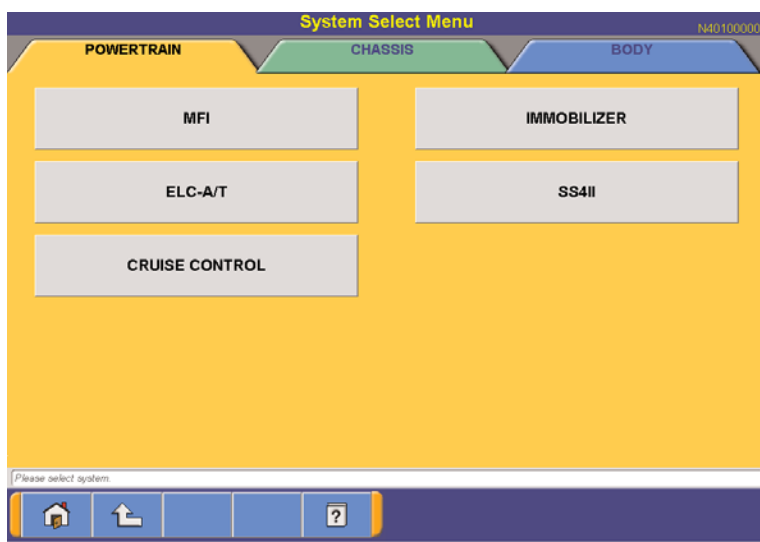 System Select Menu
N40100000
POWERTRAIN
CHASSIS
BODY
MFI
IMMOBILIZER
ELC-A/T
SS4II
CRUISE CONTROL
Please select system.
?